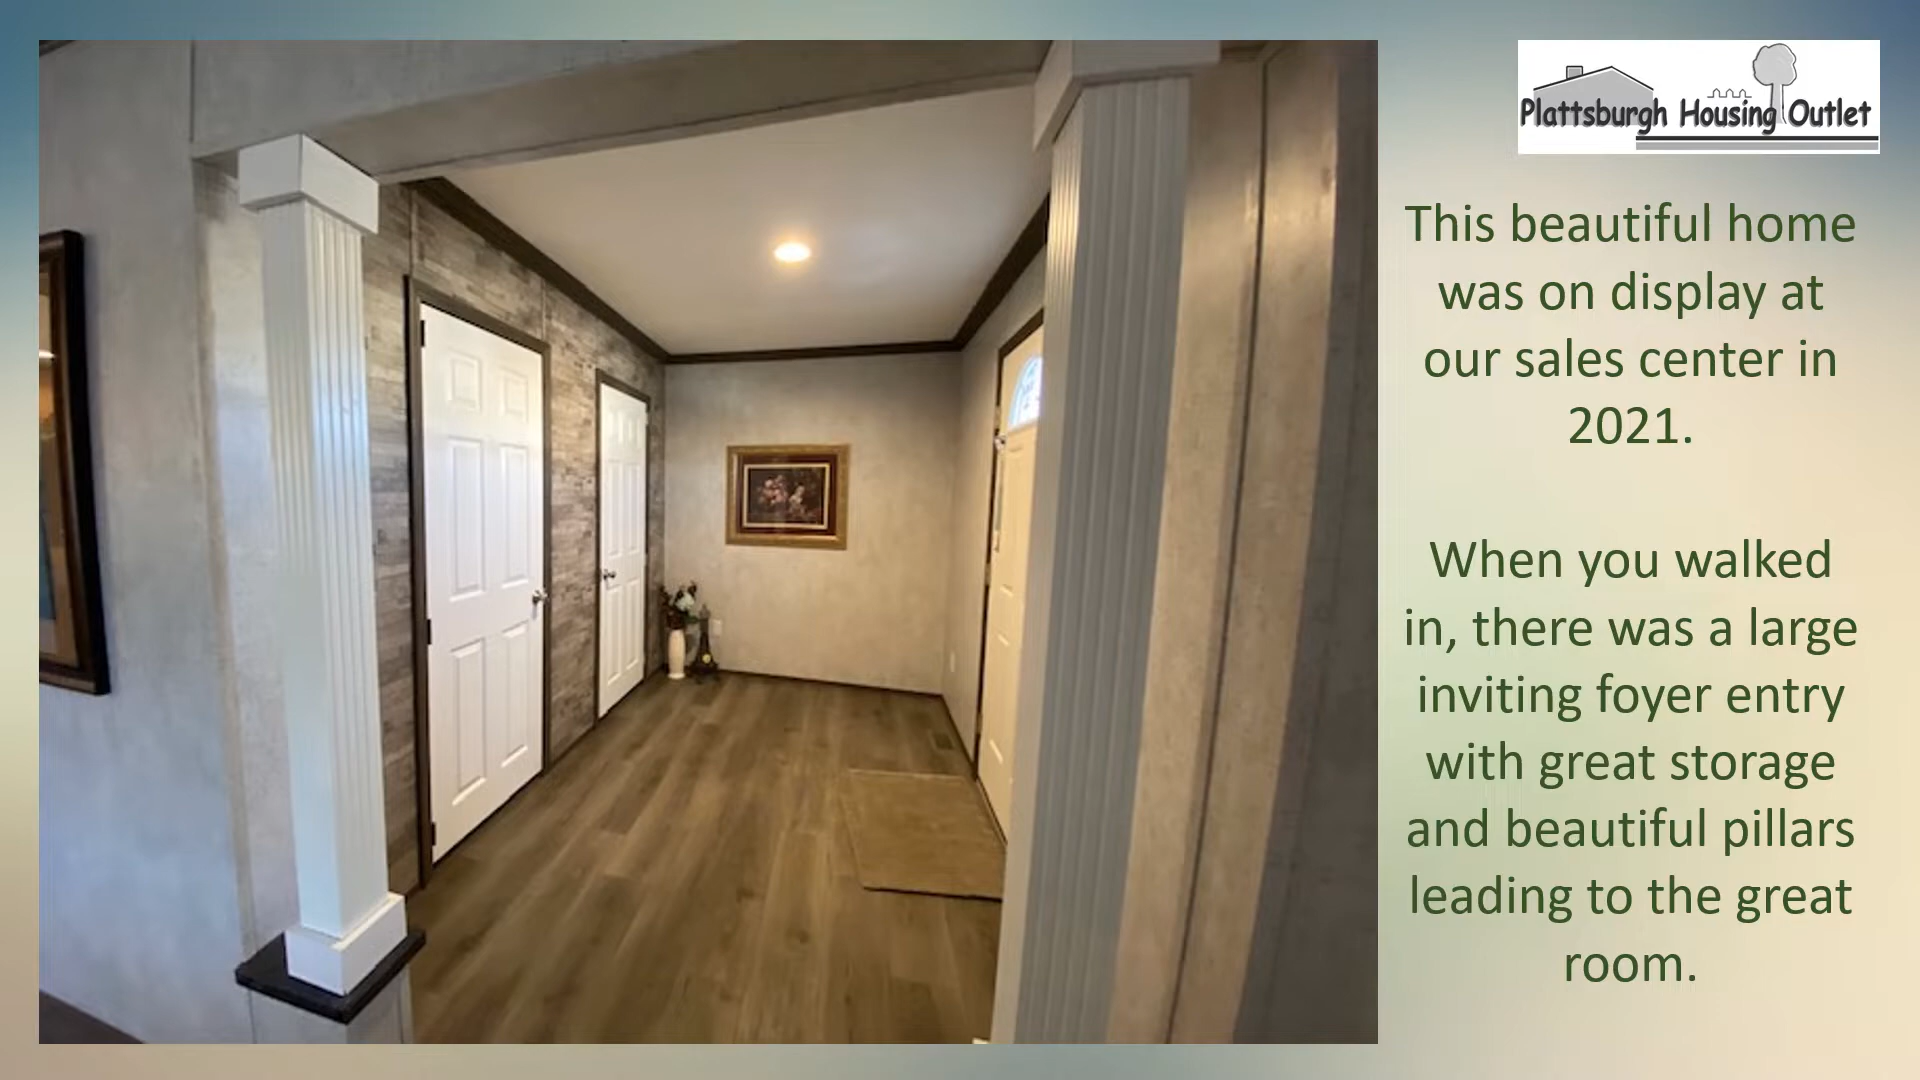 Plattsburgh Housing Outlet
This beautiful home
was on display at
our sales center in
2021.
When you walked
in, there was a large
inviting foyer entry
with great storage
and beautiful pillars
leading to the great
room.